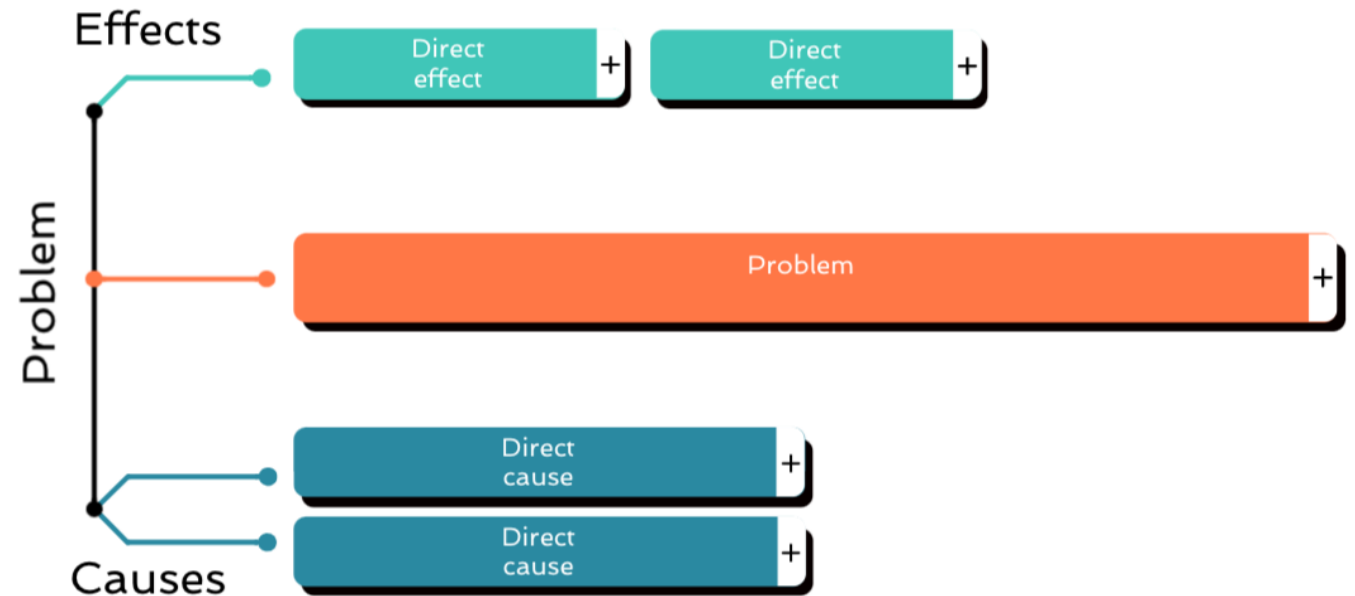 Effects
Direct
effect
+
Direct
effect
+
Problem
Problem
+
Direct
cause
+
Direct
cause
+
Causes